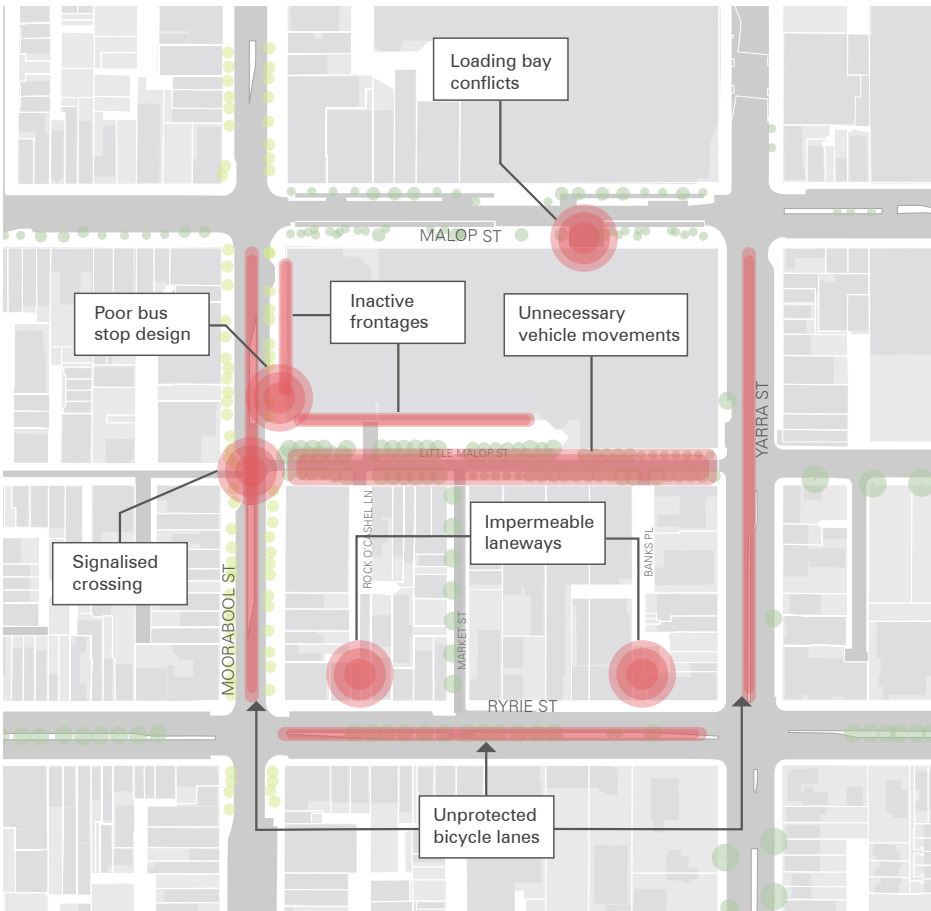 Loading bay
conflicts
MALOP ST
Poor bus
stop design
Inactive
frontages
Unnecessary
vehicle movements
YARRA ST
LITTLE MALOP ST
Signalised
crossing
ROCK O'CASHEL LN
Impermeable
laneways
BANKS PL
MOORABOOL ST
MARKET ST
RYRIE ST
Unprotected
bicycle lanes